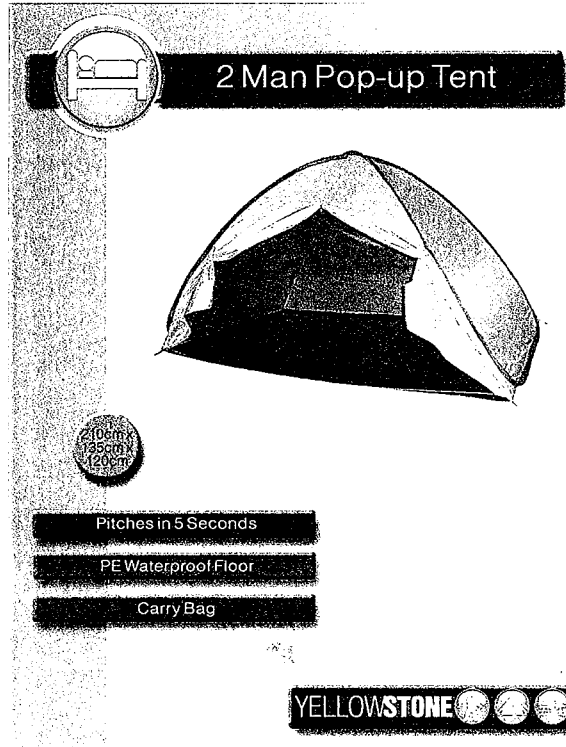 2 Man Pop-up Tent
210cm x
135cm x
120cm
Pitches in 5 Seconds
PE Waterproof Floor
Carry Bag
YELLOWSTONE